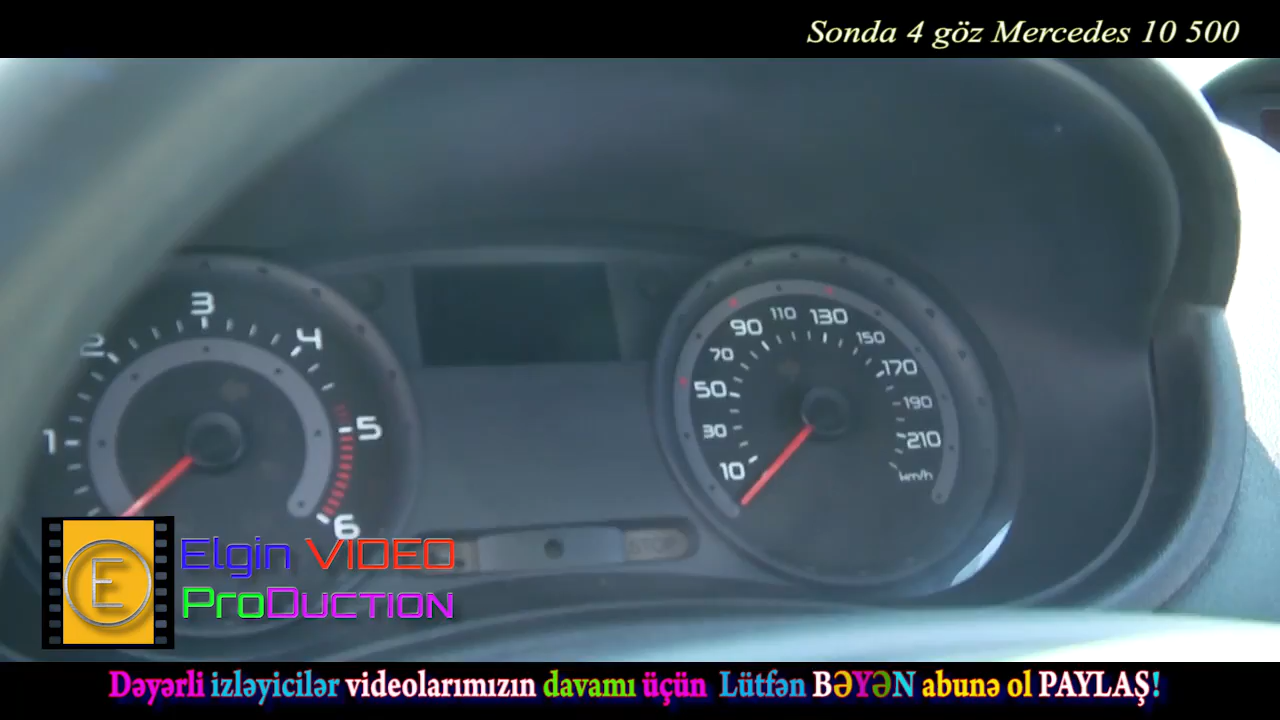 Sonda 4 göz Mercedes 10 500
1
2
3
4
5
6
10
30
50
70
90
110
130
150
170
190
210
km/h
STOP
Elgin VIDEO
ProDuction
Dəyərli izləyicilər videolarımızın davamı üçün Lütfən BƏYƏN abunə ol PAYLAŞ!